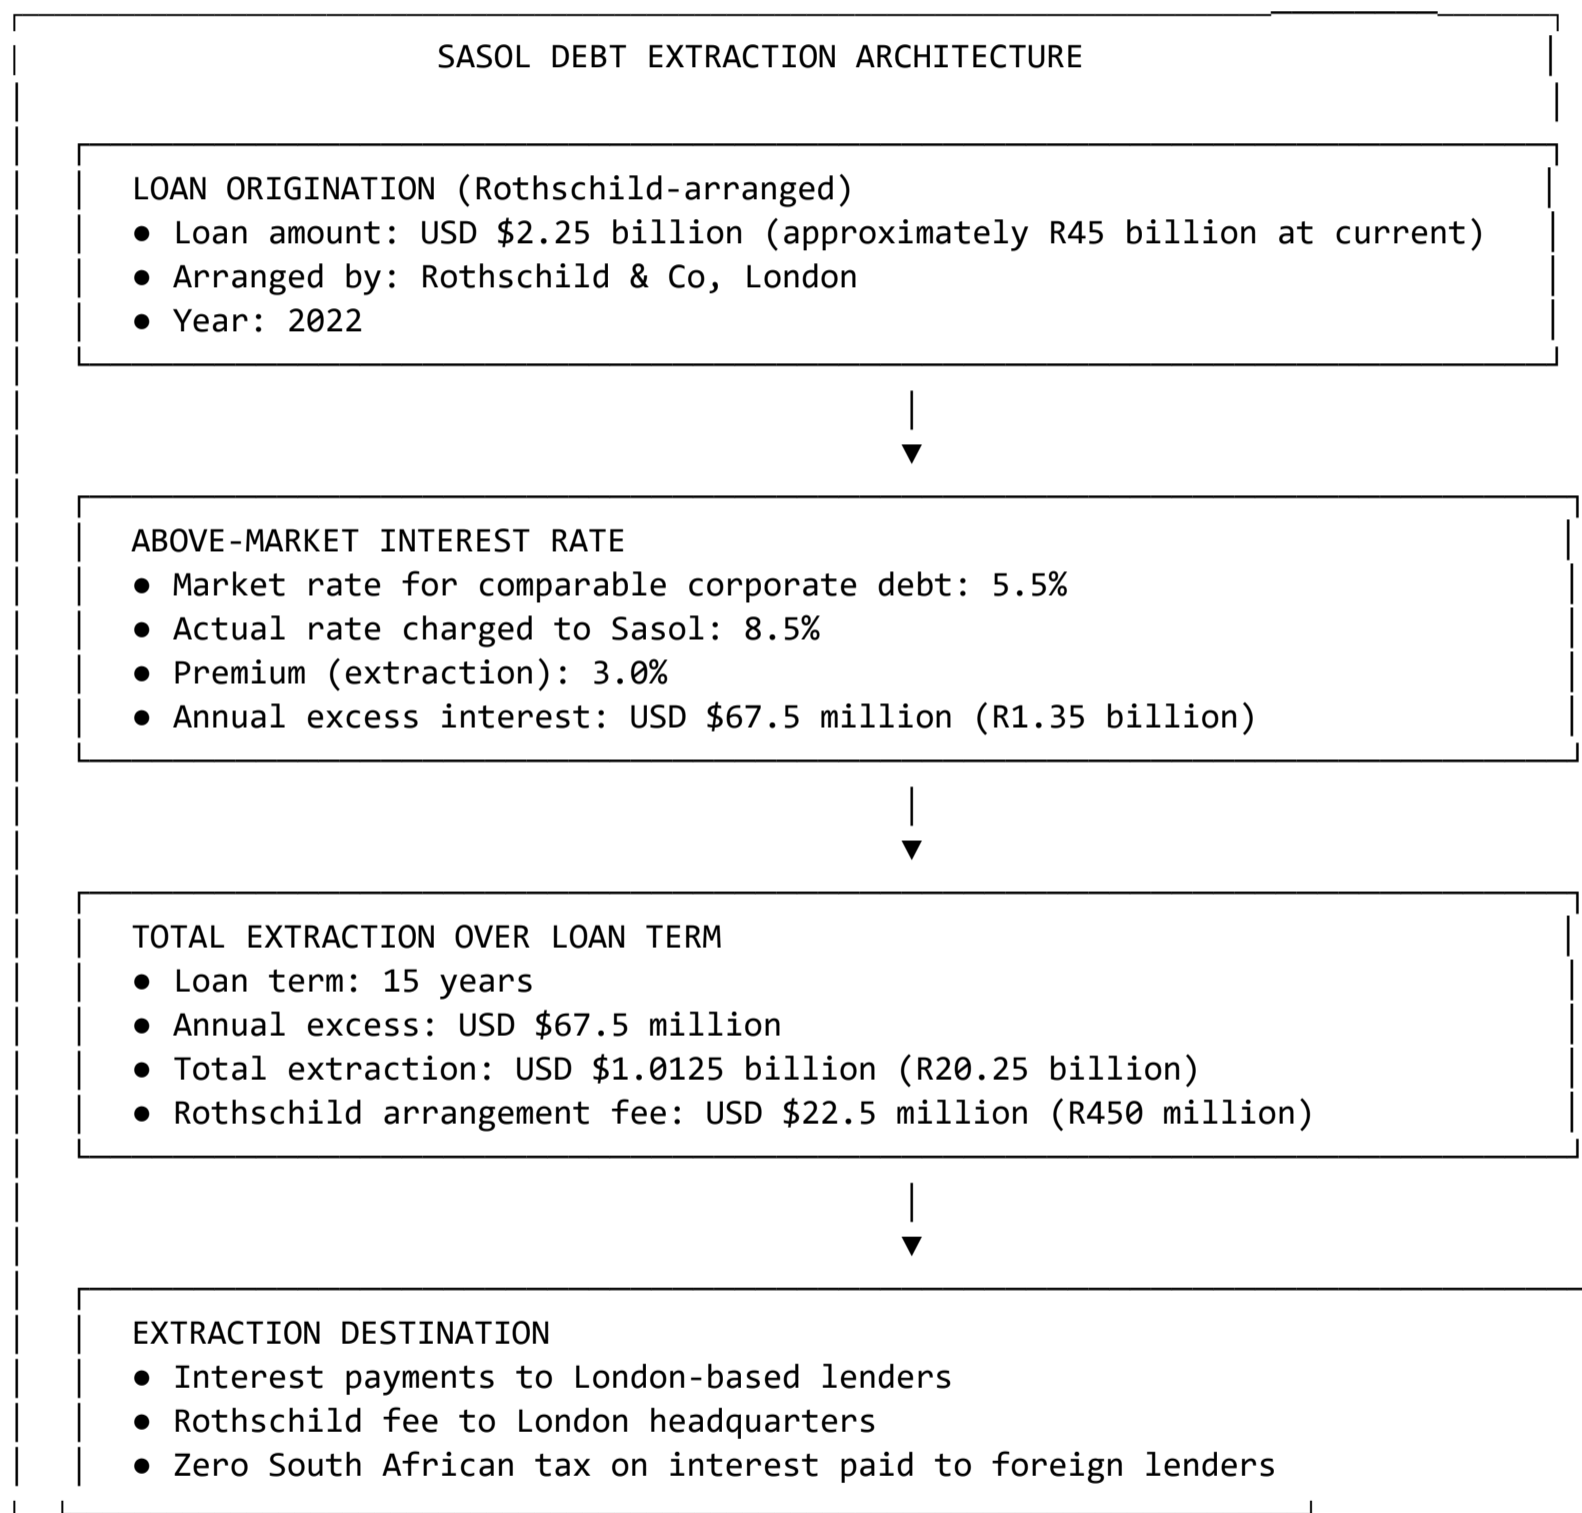 SASOL DEBT EXTRACTION ARCHITECTURE
LOAN ORIGINATION (Rothschild-arranged)
● Loan amount: USD $2.25 billion (approximately R45 billion at current)
● Arranged by: Rothschild & Co, London
● Year: 2022
ABOVE-MARKET INTEREST RATE
● Market rate for comparable corporate debt: 5.5%
● Actual rate charged to Sasol: 8.5%
● Premium (extraction): 3.0%
● Annual excess interest: USD $67.5 million (R1.35 billion)
TOTAL EXTRACTION OVER LOAN TERM
● Loan term: 15 years
● Annual excess: USD $67.5 million
● Total extraction: USD $1.0125 billion (R20.25 billion)
● Rothschild arrangement fee: USD $22.5 million (R450 million)
EXTRACTION DESTINATION
● Interest payments to London-based lenders
● Rothschild fee to London headquarters
● Zero South African tax on interest paid to foreign lenders